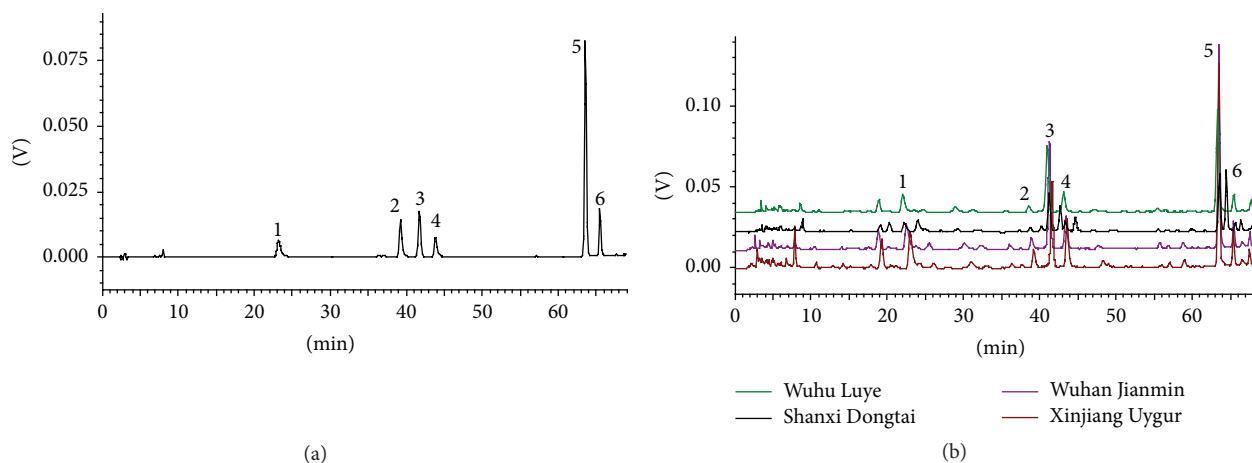 0.075
0.050
0.025
0.000
(V)
1
2
3
4
5
6
0 10 20 30 40 50 60
(min)
(a)
0.10
0.05
0.00
(V)
1
2
3
4
5
6
0 10 20 30 40 50 60
(min)
Wuhu Luye Wuhan Jianmin
Shanxi Dongtai Xinjiang Uygur
(b)